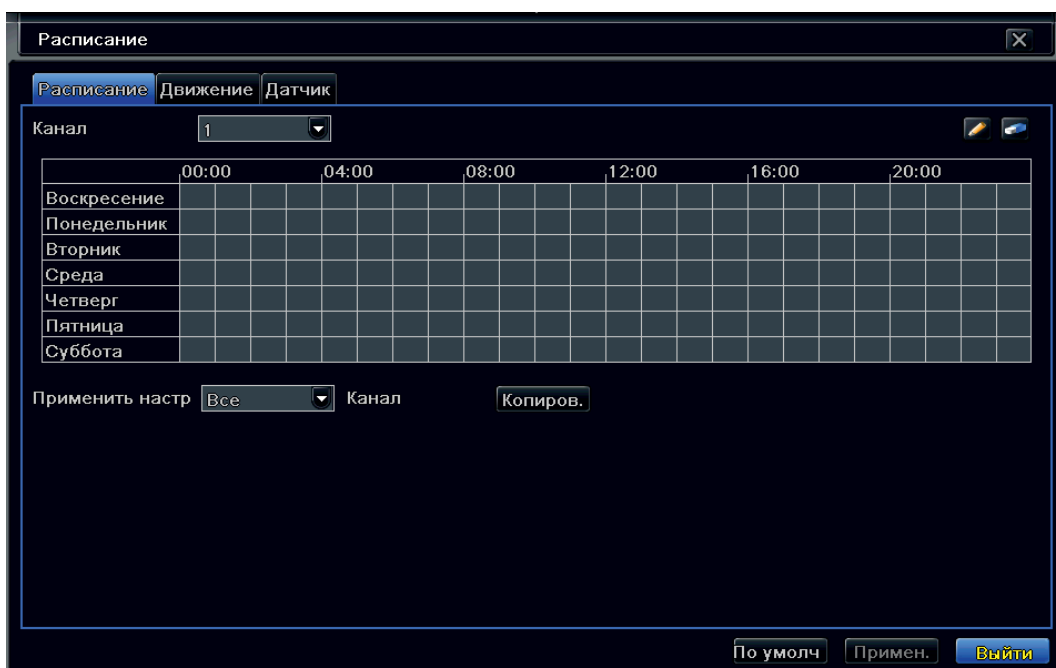 Расписание
Расписание Движение Датчик
Канал 1
00:00 04:00 08:00 12:00 16:00 20:00
Воскресение
Понедельник
Вторник
Среда
Четверг
Пятница
Суббота
Применить настр Все Канал Копиров.
По умолч Примен. Выйти